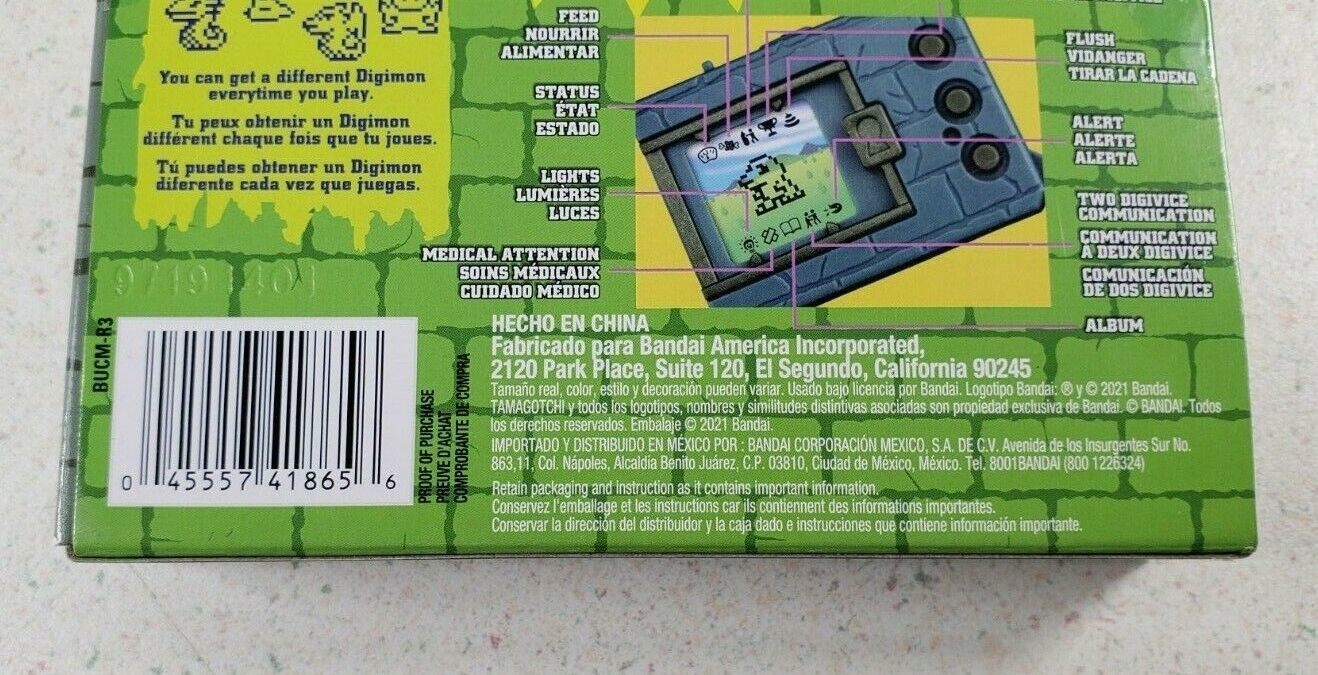 FEED
NOURRIR
ALIMENTAR
STATUS
ÉTAT
ESTADO
LIGHTS
LUMIÈRES
LUCES
MEDICAL ATTENTION
SOINS MÉDICAUX
CUIDADO MÉDICO
You can get a different Digimon
everytime you play.
Tu peux obtenir un Digimon
différent chaque fois que tu joues.
Tú puedes obtener un Digimon
diferente cada vez que juegas.
FLUSH
VIDANGER
TIRAR LA CADENA
ALERT
ALERTE
ALERTA
TWO DIGIVICE
COMMUNICATION
COMMUNICATION
A DEUX DIGIVICE
COMUNICACIÓN
DE DOS DIGIVICE
ALBUM
BUCM-R3
0 45557 41865 6
PROOF OF PURCHASE
PREUVE D'ACHAT
COMPROBANTE DE COMPRA
HECHO EN CHINA
Fabricado para Bandai America Incorporated,
2120 Park Place, Suite 120, El Segundo, California 90245
Tamaño real, color, estilo y decoración pueden variar. Usado bajo licencia por Bandai. Logotipo Bandai: ® y © 2021 Bandai.
TAMAGOTCHI y todos los logotipos, nombres y similitudes distintivas asociadas son propiedad exclusiva de Bandai. © BANDAI. Todos
los derechos reservados. Embalaje © 2021 Bandai.
IMPORTADO Y DISTRIBUIDO EN MÉXICO POR : BANDAI CORPORACIÓN MEXICO, S.A. DE C.V. Avenida de los Insurgentes Sur No.
863,11, Col. Nápoles, Alcaldia Benito Juárez, C.P. 03810, Ciudad de México, México. Tel. 8001BANDAI (800 1226324)
Retain packaging and instruction as it contains important information.
Conservez l'emballage et les instructions car ils contiennent des informations importantes.
Conservar la dirección del distribuidor y la caja dado e instrucciones que contiene información importante.